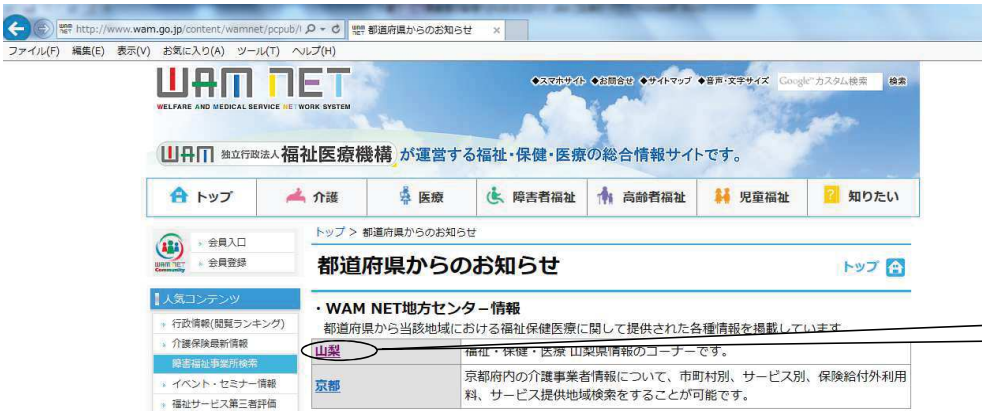 http://www.wam.go.jp/content/wamnet/pcpub/
都道府県からのお知らせ
ファイル(F) 編集(E) 表示(V) お気に入り(A) ツール(T) ヘルプ(H)
WAM NET
WELFARE AND MEDICAL SERVICE NETWORK SYSTEM
◆スマホサイト ◆お問合せ ◆サイトマップ ◆音声・文字サイズ Google カスタム検索 検索
WAM 独立行政法人 福祉医療機構 が運営する福祉・保健・医療の総合情報サイトです。
トップ 介護 医療 障害者福祉 高齢者福祉 児童福祉 知りたい
会員入口
会員登録
WAM NET
Community
トップ > 都道府県からのお知らせ
都道府県からのお知らせ
トップ
人気コンテンツ
行政情報(閲覧ランキング)
介護保険最新情報
障害福祉事業所検索
イベント・セミナー情報
福祉サービス第三者評価
・WAM NET地方センター情報
都道府県から当該地域における福祉保健医療に関して提供された各種情報を掲載しています
山梨 福祉・保健・医療 山梨県情報のコーナーです。
京都 京都府内の介護事業者情報について、市町村別、サービス別、保険給付外利用
料、サービス提供地域検索をすることが可能です。